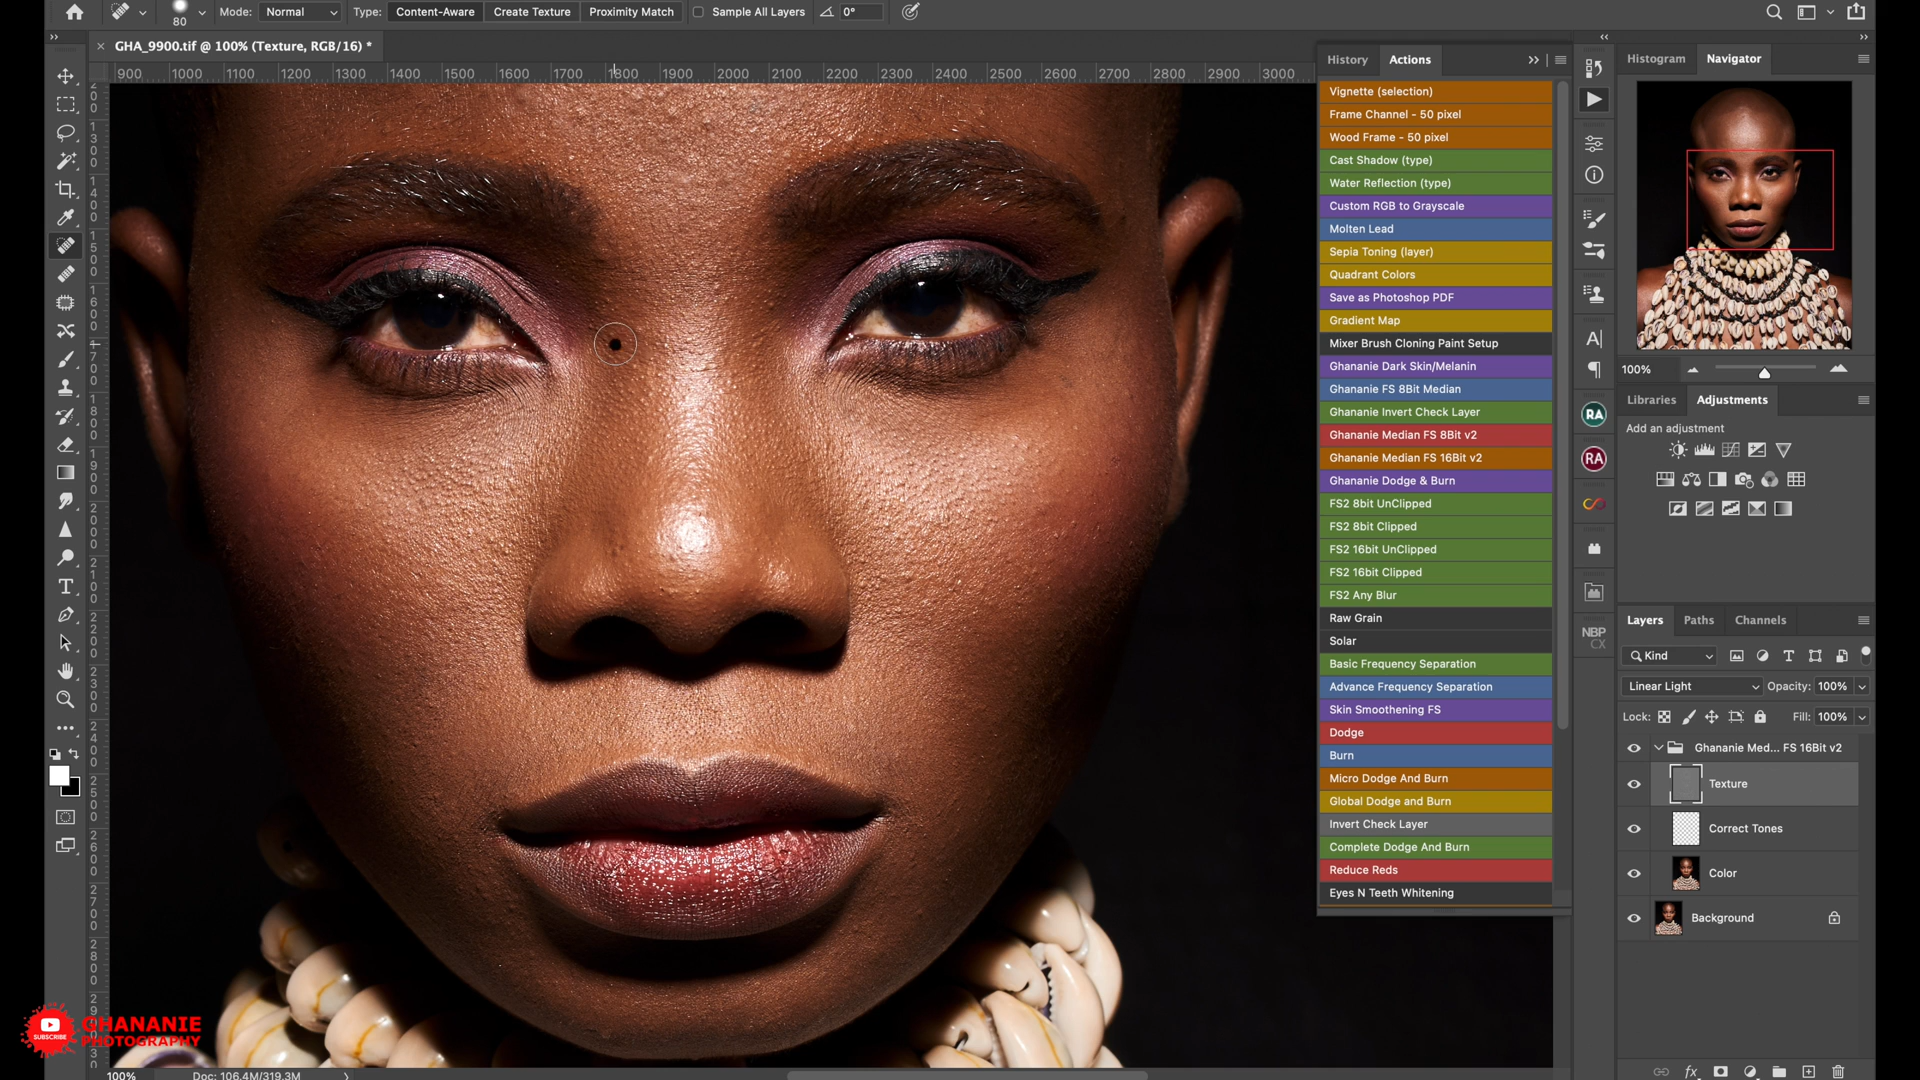 80
Mode: Normal
Type: Content-Aware Create Texture Proximity Match
Sample All Layers
0°
GHA_9900.tif @ 100% (Texture, RGB/16) *
900 1000 1100 1200 1300 1400 1500 1600 1700 1800 1900 2000 2100 2200 2300 2400 2500 2600 2700 2800 2900 3000
History Actions
Vignette (selection)
Frame Channel - 50 pixel
Wood Frame - 50 pixel
Cast Shadow (type)
Water Reflection (type)
Custom RGB to Grayscale
Molten Lead
Sepia Toning (layer)
Quadrant Colors
Save as Photoshop PDF
Gradient Map
Mixer Brush Cloning Paint Setup
Ghananie Dark Skin/Melanin
Ghananie FS 8Bit Median
Ghananie Invert Check Layer
Ghananie Median FS 8Bit v2
Ghananie Median FS 16Bit v2
Ghananie Dodge & Burn
FS2 8bit UnClipped
FS2 8bit Clipped
FS2 16bit UnClipped
FS2 16bit Clipped
FS2 Any Blur
Raw Grain
Solar
Basic Frequency Separation
Advance Frequency Separation
Skin Smoothening FS
Dodge
Burn
Micro Dodge And Burn
Global Dodge and Burn
Invert Check Layer
Complete Dodge And Burn
Reduce Reds
Eyes N Teeth Whitening
RA
RA
NBP
CX
Histogram Navigator
100%
Libraries Adjustments
Add an adjustment
Layers Paths Channels
Kind
Linear Light Opacity: 100%
Lock: Fill: 100%
Ghananie Med... FS 16Bit v2
Texture
Correct Tones
Color
Background
fx
SUBSCRIBE
GHANANIE
PHOTOGRAPHY
100% Doc: 106.4M/319.3M